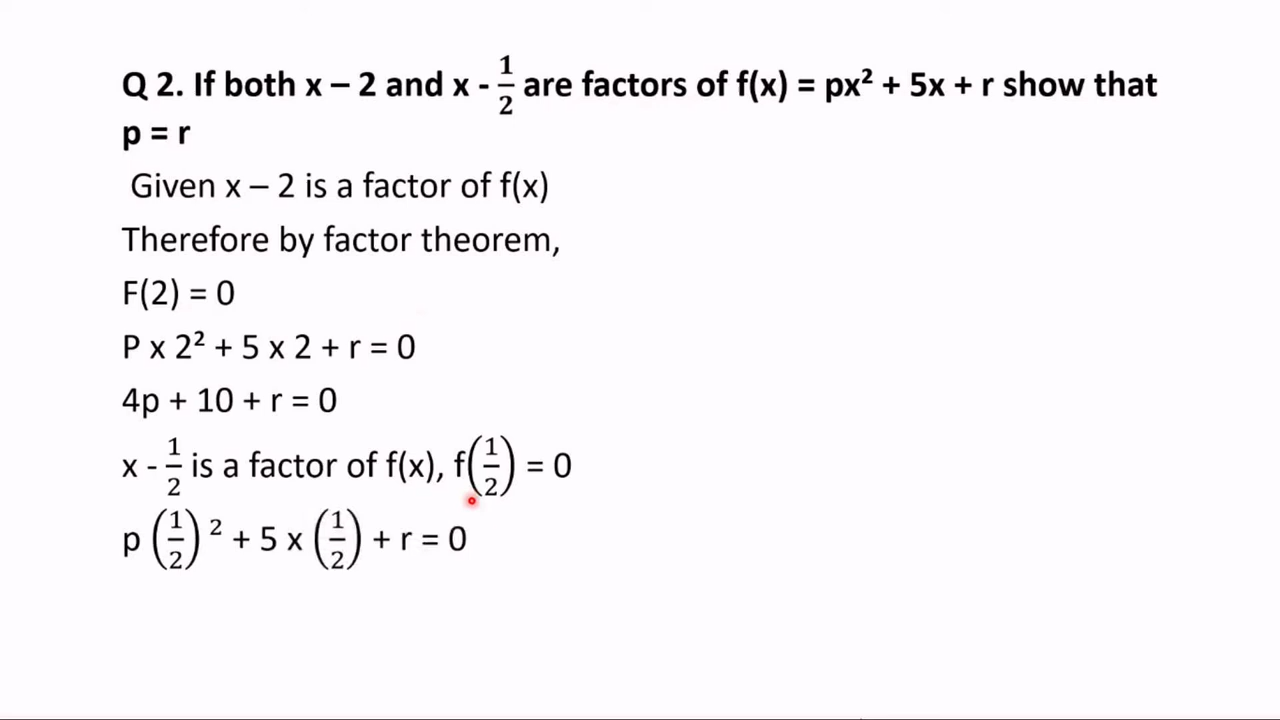 Q 2. If both x – 2 and x - 1/2 are factors of f(x) = px² + 5x + r show that
p = r
Given x – 2 is a factor of f(x)
Therefore by factor theorem,
F(2) = 0
P x 2² + 5 x 2 + r = 0
4p + 10 + r = 0
x - 1/2 is a factor of f(x), f(1/2) = 0
p (1/2) ² + 5 x (1/2) + r = 0